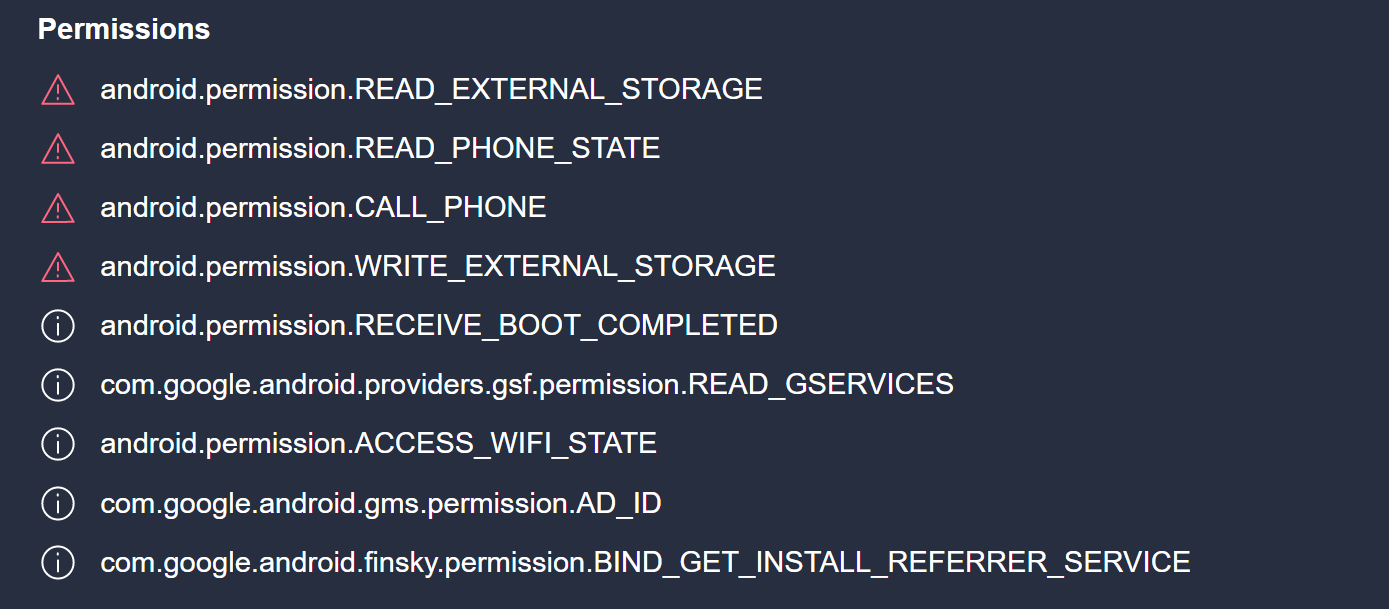 Permissions
android.permission.READ_EXTERNAL_STORAGE
android.permission.READ_PHONE_STATE
android.permission.CALL_PHONE
android.permission.WRITE_EXTERNAL_STORAGE
android.permission.RECEIVE_BOOT_COMPLETED
com.google.android.providers.gsf.permission.READ_GSERVICES
android.permission.ACCESS_WIFI_STATE
com.google.android.gms.permission.AD_ID
com.google.android.finsky.permission.BIND_GET_INSTALL_REFERRER_SERVICE